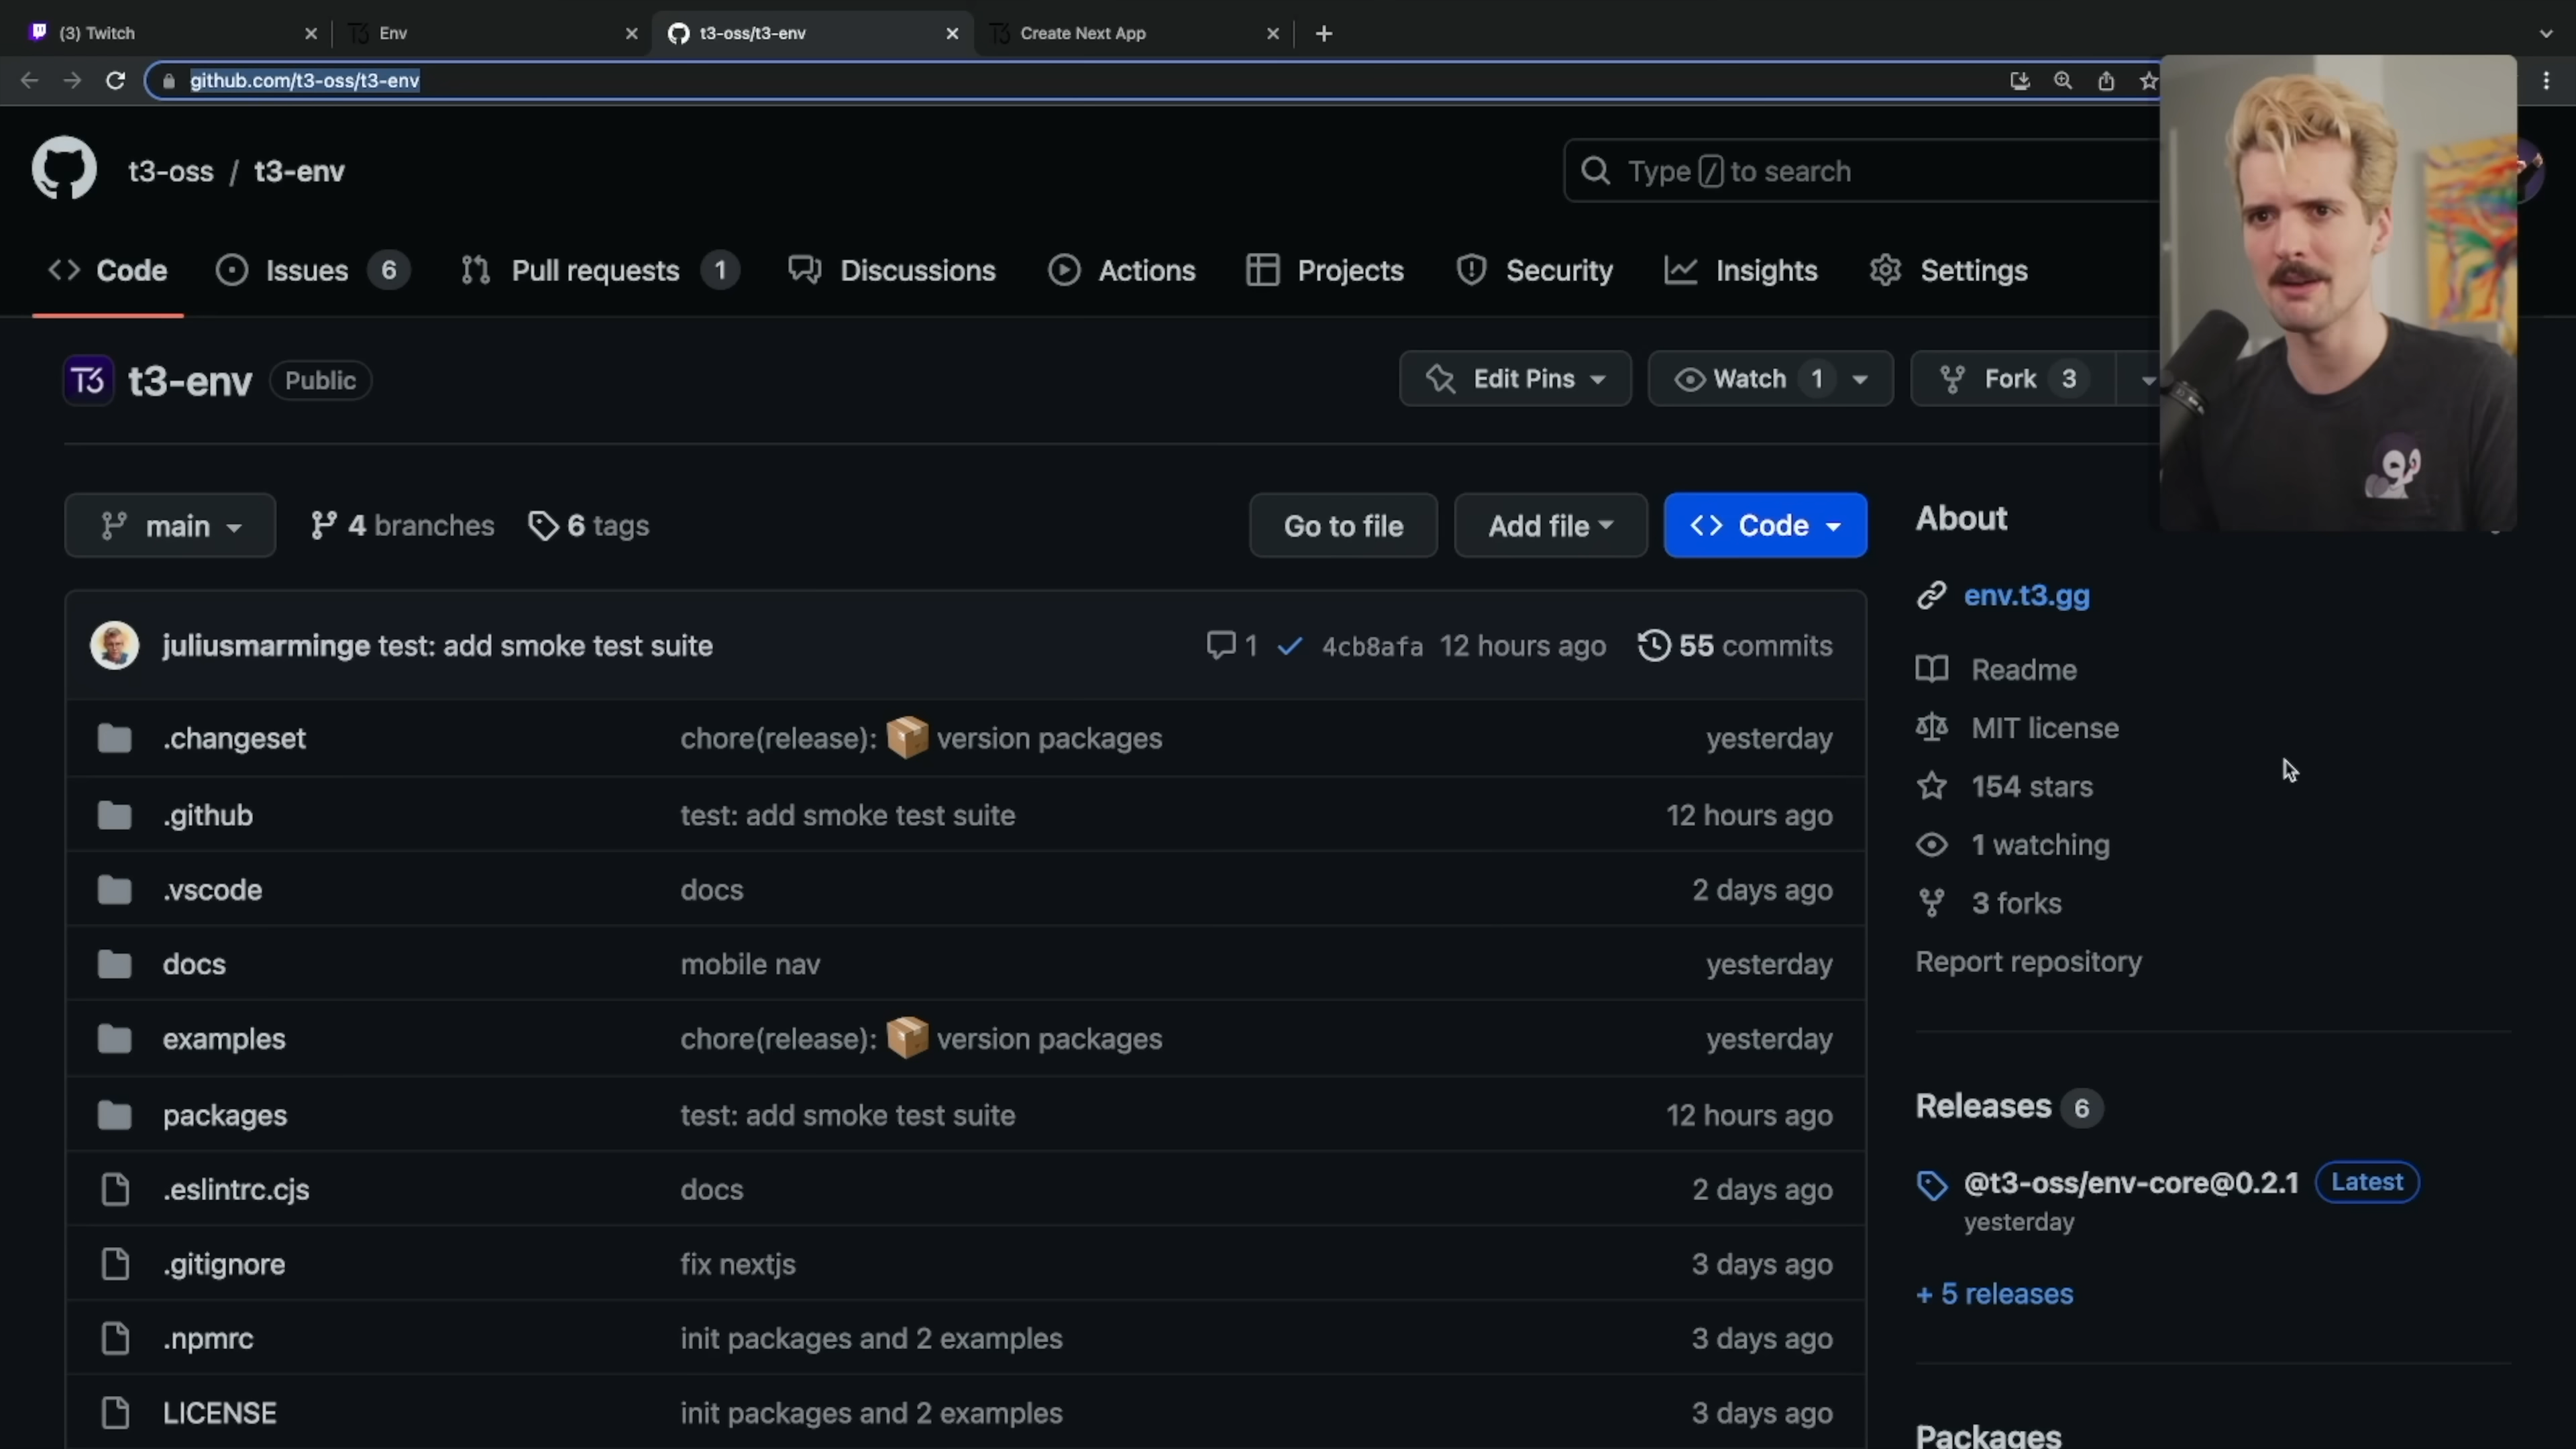 (3) Twitch
T3 Env
t3-oss/t3-env
T3 Create Next App
github.com/t3-oss/t3-env
t3-oss / t3-env
Type / to search
Code
Issues 6
Pull requests 1
Discussions
Actions
Projects
Security
Insights
Settings
T3 t3-env Public
Edit Pins
Watch 1
Fork 3
main
4 branches
6 tags
Go to file
Add file
Code
juliusmarminge test: add smoke test suite
1 4cb8afa 12 hours ago 55 commits
.changeset chore(release): 📦 version packages yesterday
.github test: add smoke test suite 12 hours ago
.vscode docs 2 days ago
docs mobile nav yesterday
examples chore(release): 📦 version packages yesterday
packages test: add smoke test suite 12 hours ago
.eslintrc.cjs docs 2 days ago
.gitignore fix nextjs 3 days ago
.npmrc init packages and 2 examples 3 days ago
LICENSE init packages and 2 examples 3 days ago
About
env.t3.gg
Readme
MIT license
154 stars
1 watching
3 forks
Report repository
Releases 6
@t3-oss/env-core@0.2.1 Latest
yesterday
+ 5 releases
Packages